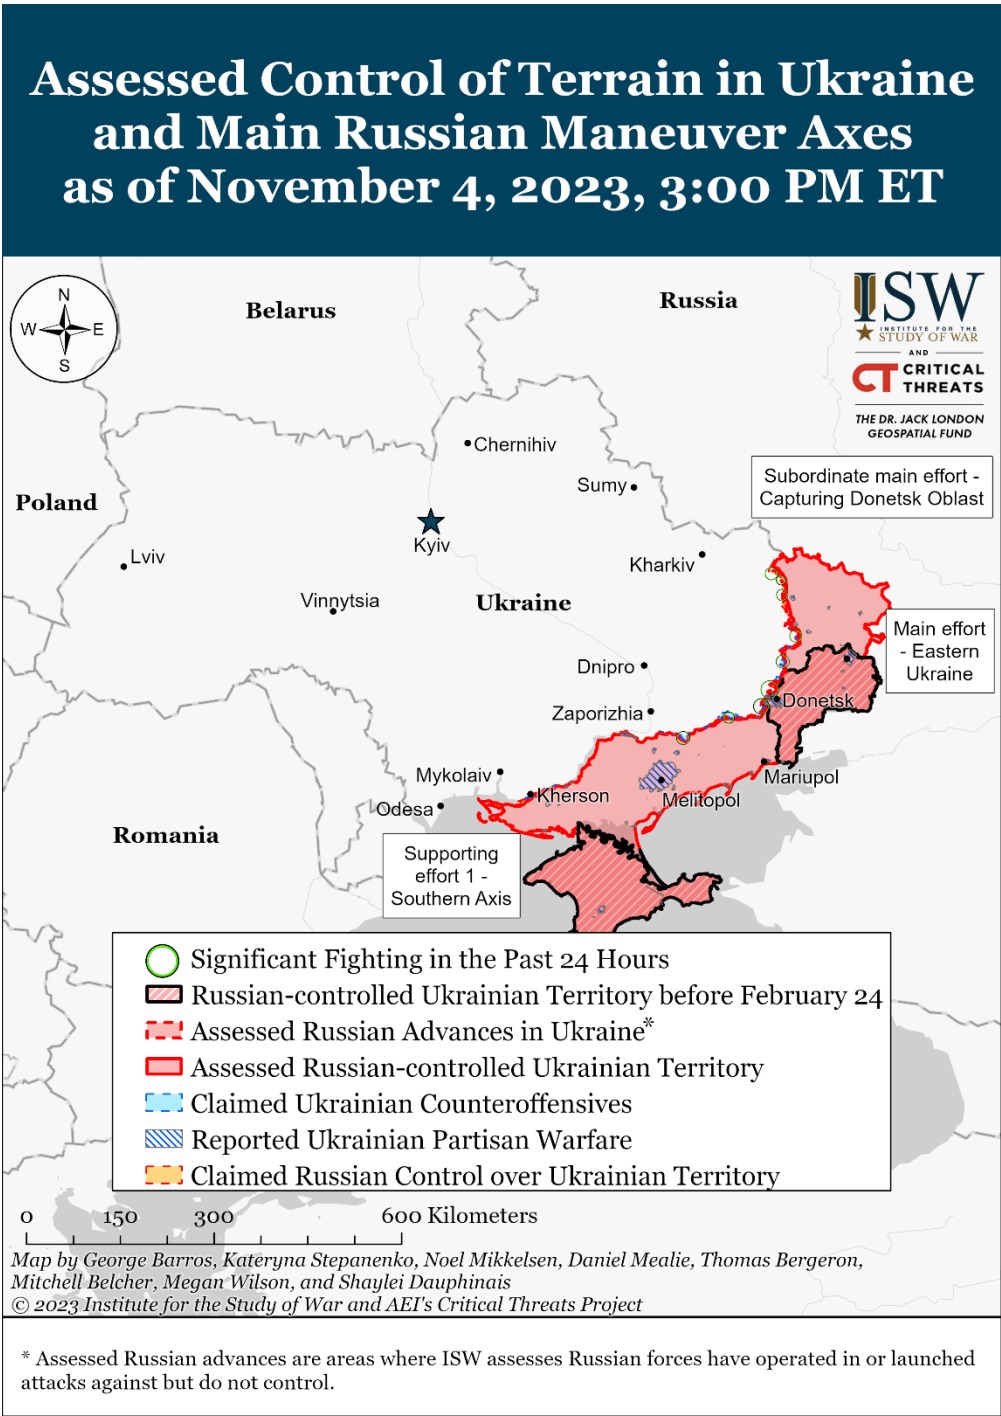 Assessed Control of Terrain in Ukraine
and Main Russian Maneuver Axes
as of November 4, 2023, 3:00 PM ET
N
W E
S
Belarus
Russia
ISW
INSTITUTE FOR THE
STUDY OF WAR
AND
CT CRITICAL
THREATS
THE DR. JACK LONDON
GEOSPATIAL FUND
Subordinate main effort -
Capturing Donetsk Oblast
Chernihiv
Sumy
Poland
Kyiv
Lviv
Kharkiv
Vinnytsia
Ukraine
Main effort
- Eastern
Ukraine
Dnipro
Donetsk
Zaporizhia
Mykolaiv
Mariupol
Kherson
Melitopol
Odesa
Romania
Supporting
effort 1 -
Southern Axis
Significant Fighting in the Past 24 Hours
Russian-controlled Ukrainian Territory before February 24
Assessed Russian Advances in Ukraine*
Assessed Russian-controlled Ukrainian Territory
Claimed Ukrainian Counteroffensives
Reported Ukrainian Partisan Warfare
Claimed Russian Control over Ukrainian Territory
0 150 300 600 Kilometers
Map by George Barros, Kateryna Stepanenko, Noel Mikkelsen, Daniel Mealie, Thomas Bergeron,
Mitchell Belcher, Megan Wilson, and Shaylei Dauphinais
© 2023 Institute for the Study of War and AEI's Critical Threats Project
* Assessed Russian advances are areas where ISW assesses Russian forces have operated in or launched
attacks against but do not control.